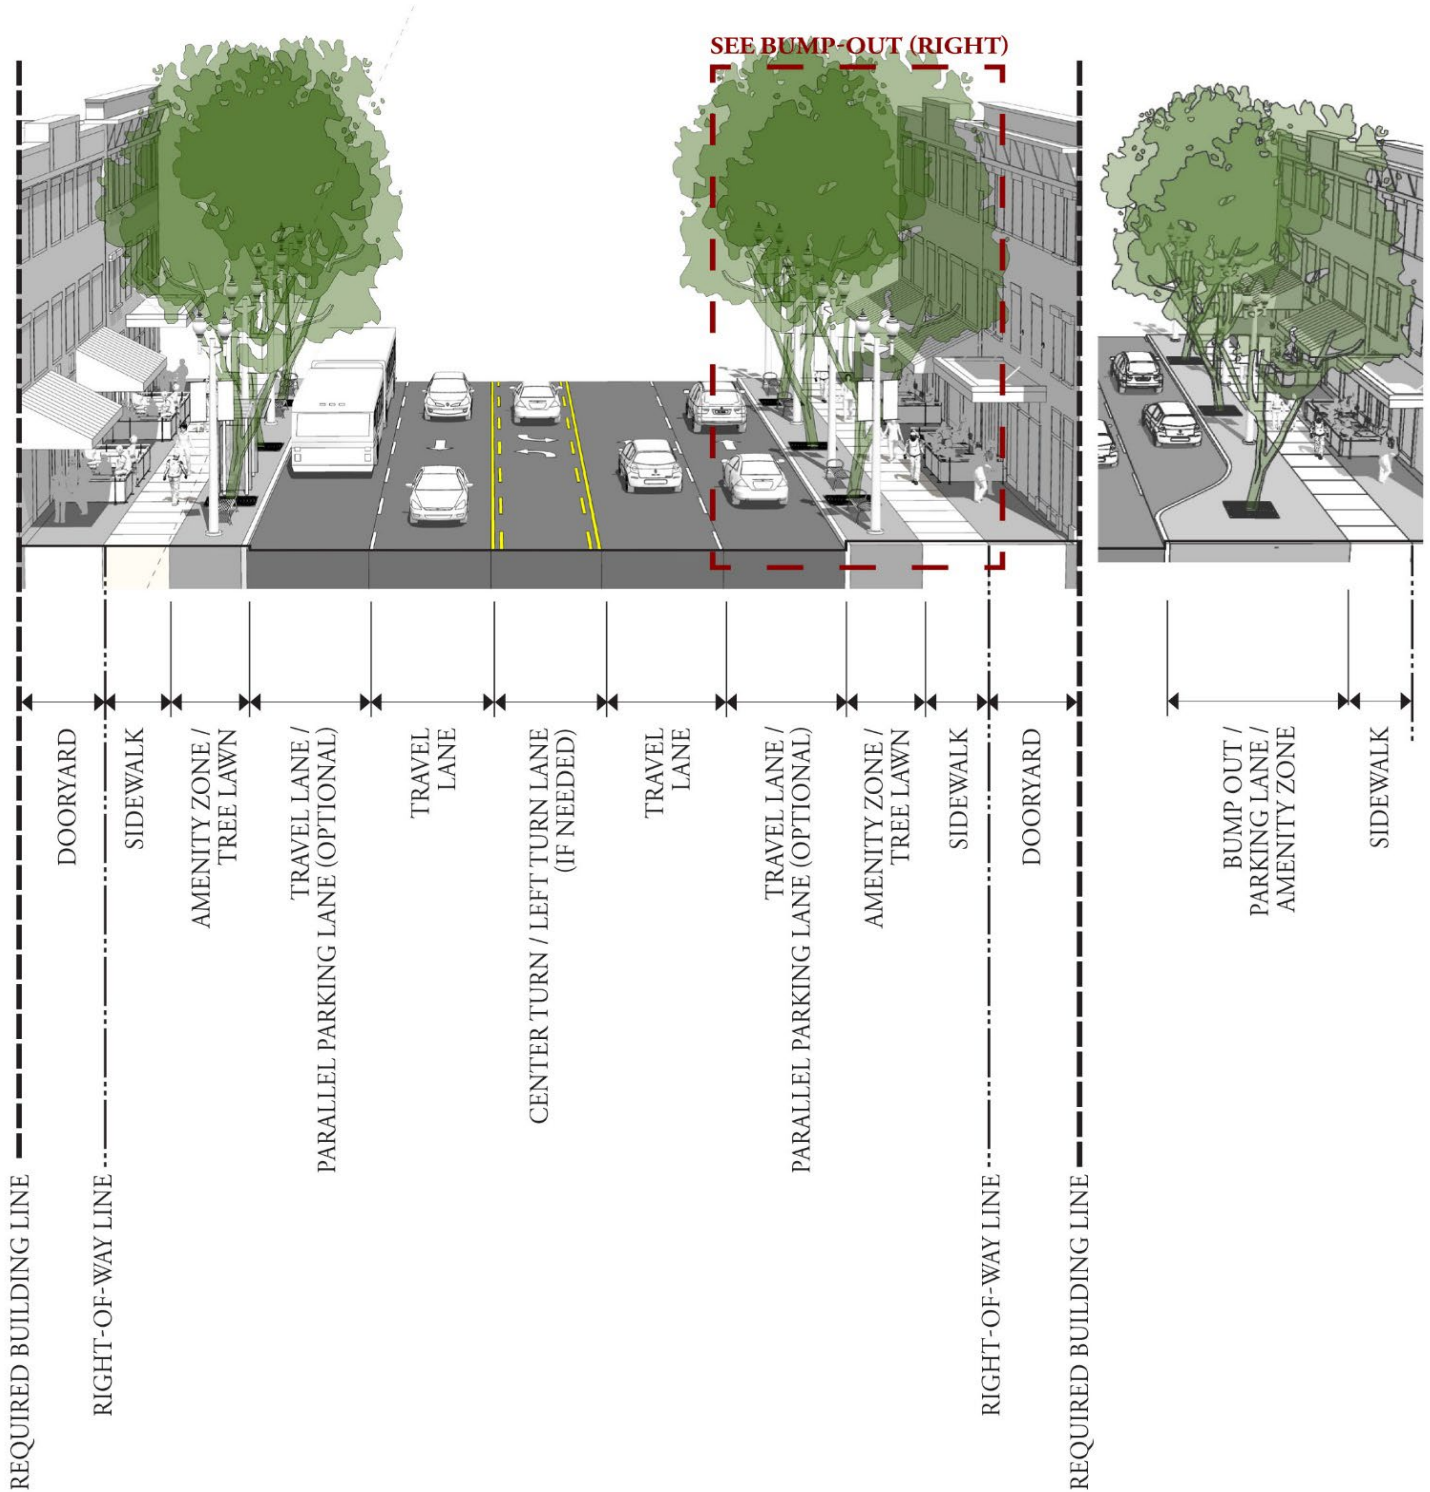 SEE BUMP-OUT (RIGHT)
DOORYARD
SIDEWALK
AMENITY ZONE /
TREE LAWN
TRAVEL LANE /
PARALLEL PARKING LANE (OPTIONAL)
TRAVEL
LANE
CENTER TURN / LEFT TURN LANE
(IF NEEDED)
TRAVEL
LANE
TRAVEL LANE /
PARALLEL PARKING LANE (OPTIONAL)
AMENITY ZONE /
TREE LAWN
SIDEWALK
DOORYARD
BUMP OUT /
PARKING LANE /
AMENITY ZONE
SIDEWALK
REQUIRED BUILDING LINE
RIGHT-OF-WAY LINE
RIGHT-OF-WAY LINE
REQUIRED BUILDING LINE